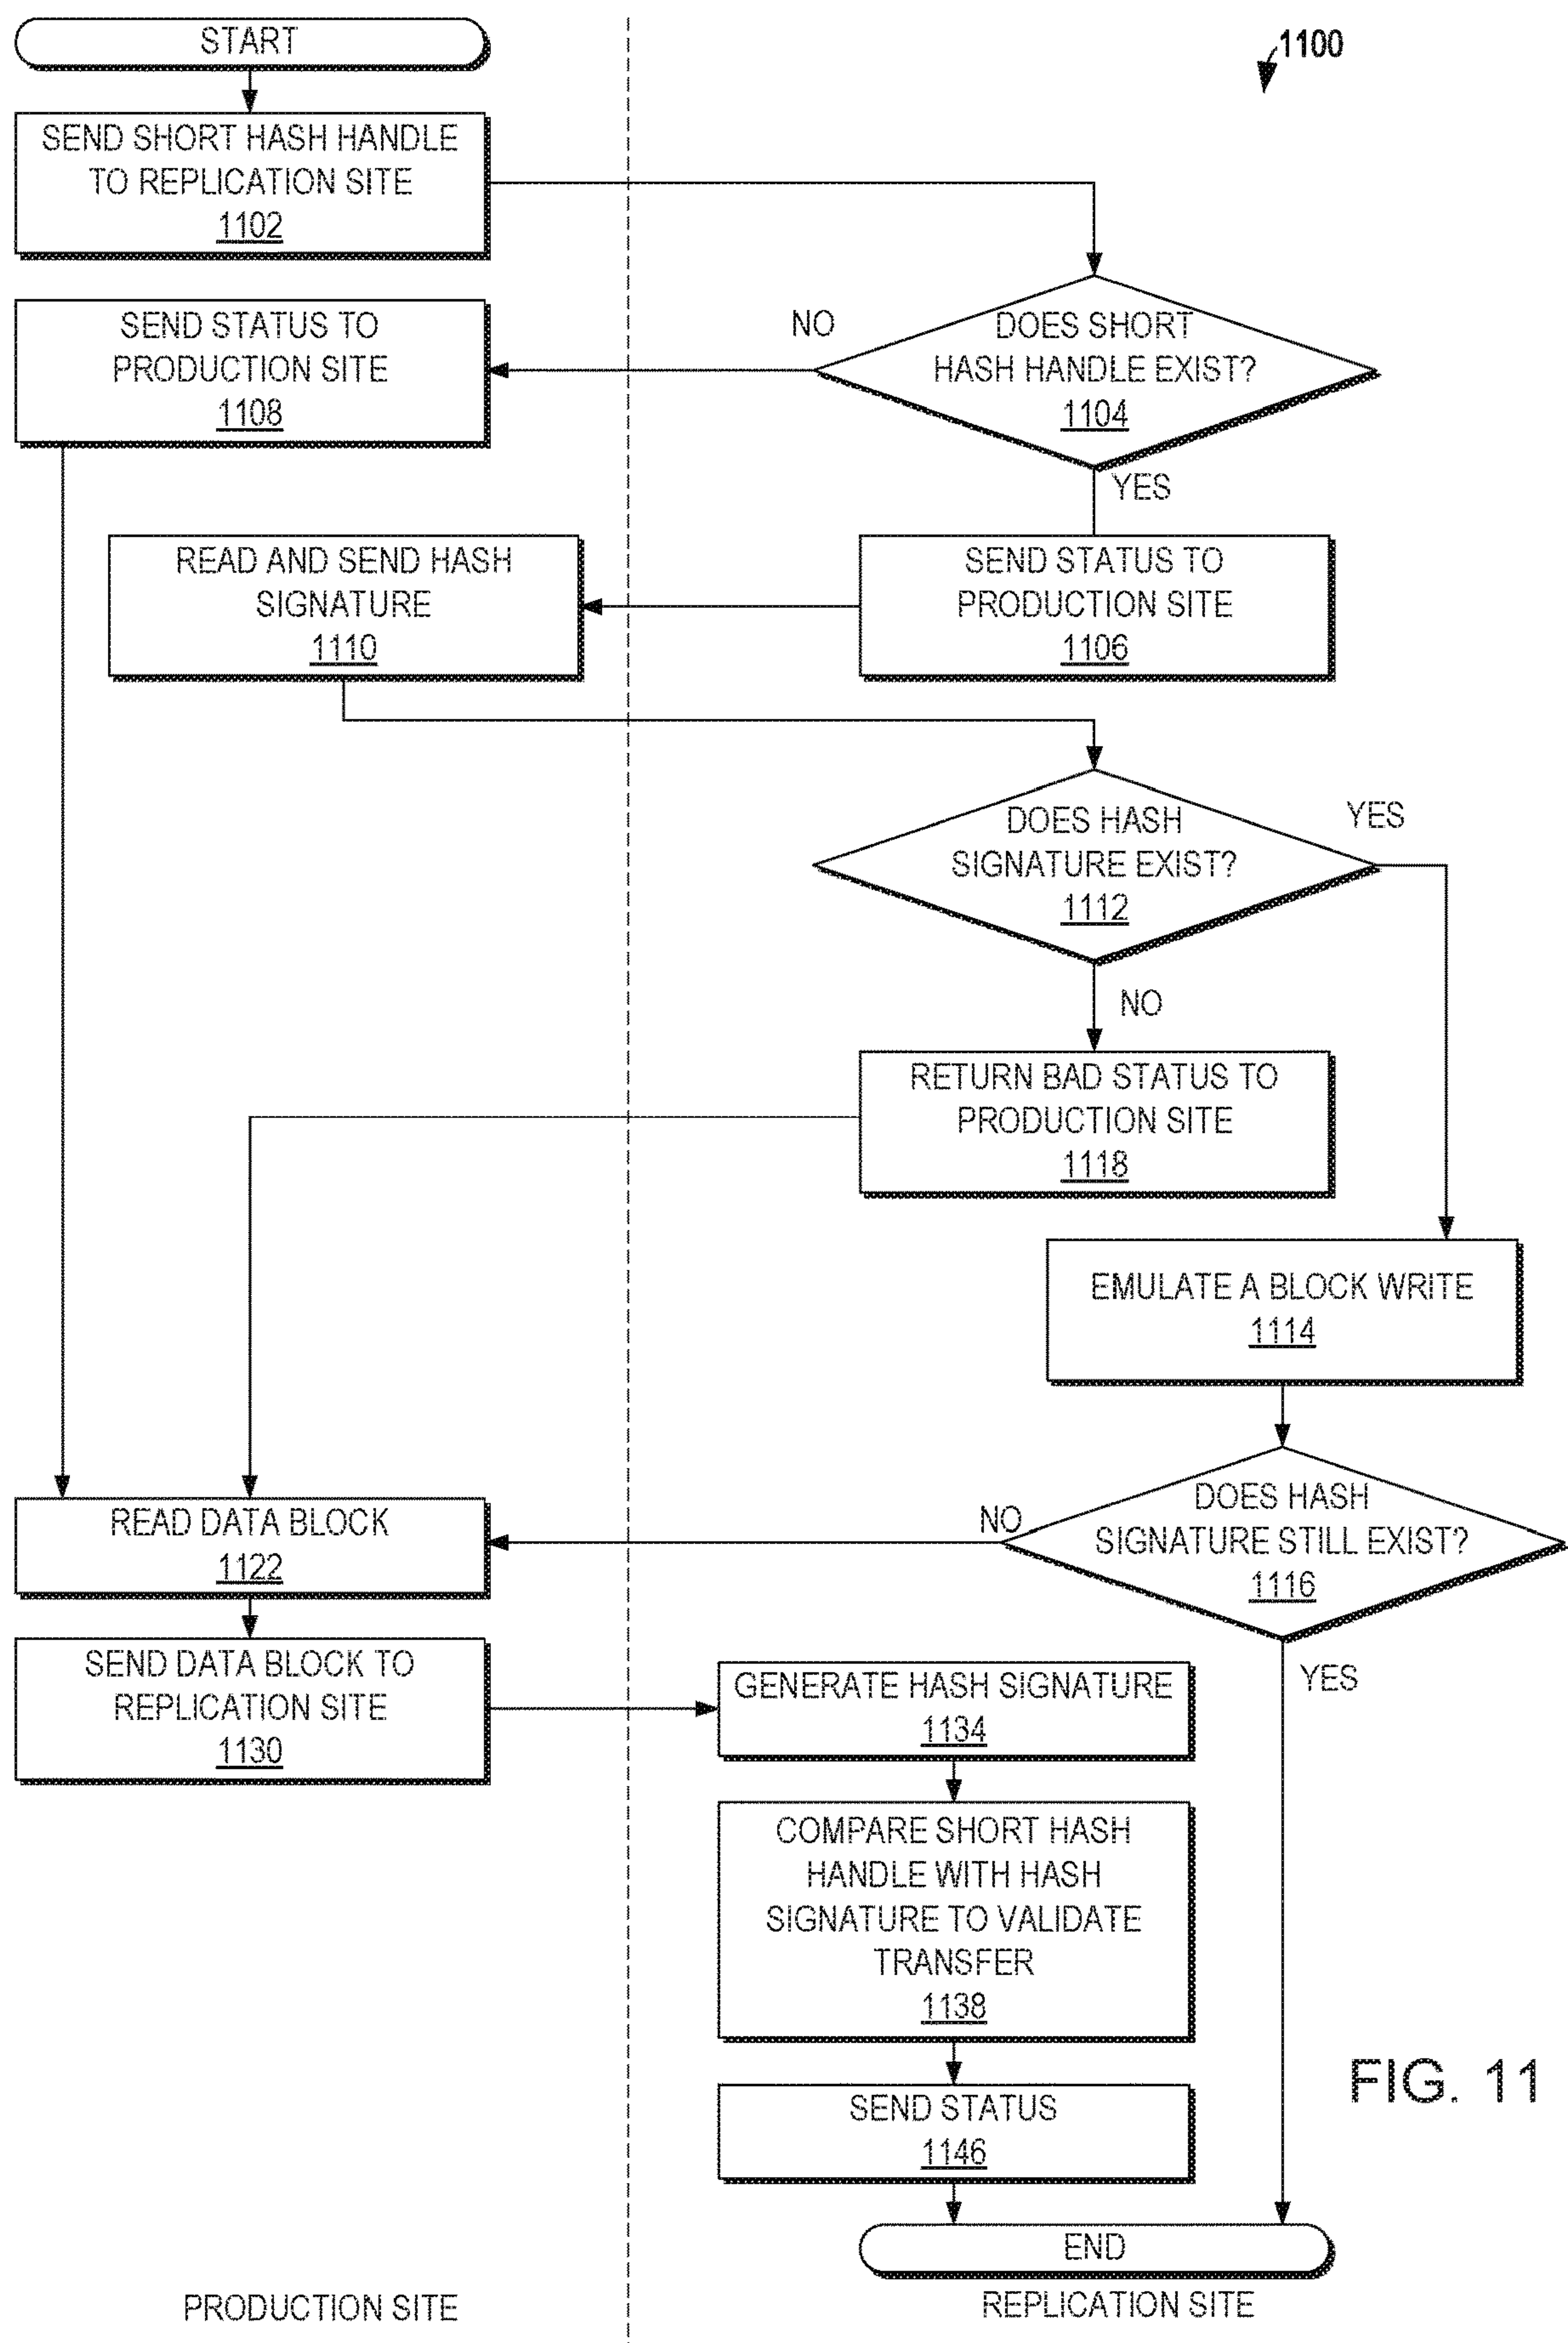 START
1100
SEND SHORT HASH HANDLE
TO REPLICATION SITE
1102
SEND STATUS TO
PRODUCTION SITE
1108
NO
DOES SHORT
HASH HANDLE EXIST?
1104
YES
READ AND SEND HASH
SIGNATURE
1110
SEND STATUS TO
PRODUCTION SITE
1106
DOES HASH
SIGNATURE EXIST?
1112
YES
NO
RETURN BAD STATUS TO
PRODUCTION SITE
1118
EMULATE A BLOCK WRITE
1114
READ DATA BLOCK
1122
NO
DOES HASH
SIGNATURE STILL EXIST?
1116
YES
SEND DATA BLOCK TO
REPLICATION SITE
1130
GENERATE HASH SIGNATURE
1134
COMPARE SHORT HASH
HANDLE WITH HASH
SIGNATURE TO VALIDATE
TRANSFER
1138
SEND STATUS
1146
END
FIG. 11
PRODUCTION SITE
REPLICATION SITE